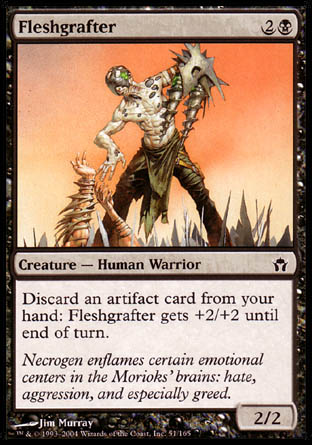 Fleshgrafter 2
Creature — Human Warrior
Discard an artifact card from your
hand: Fleshgrafter gets +2/+2 until
end of turn.
Necrogen enflames certain emotional
centers in the Morioks' brains: hate,
aggression, and especially greed.
Jim Murray
™ & © 1993–2004 Wizards of the Coast, Inc. 51/165
2/2